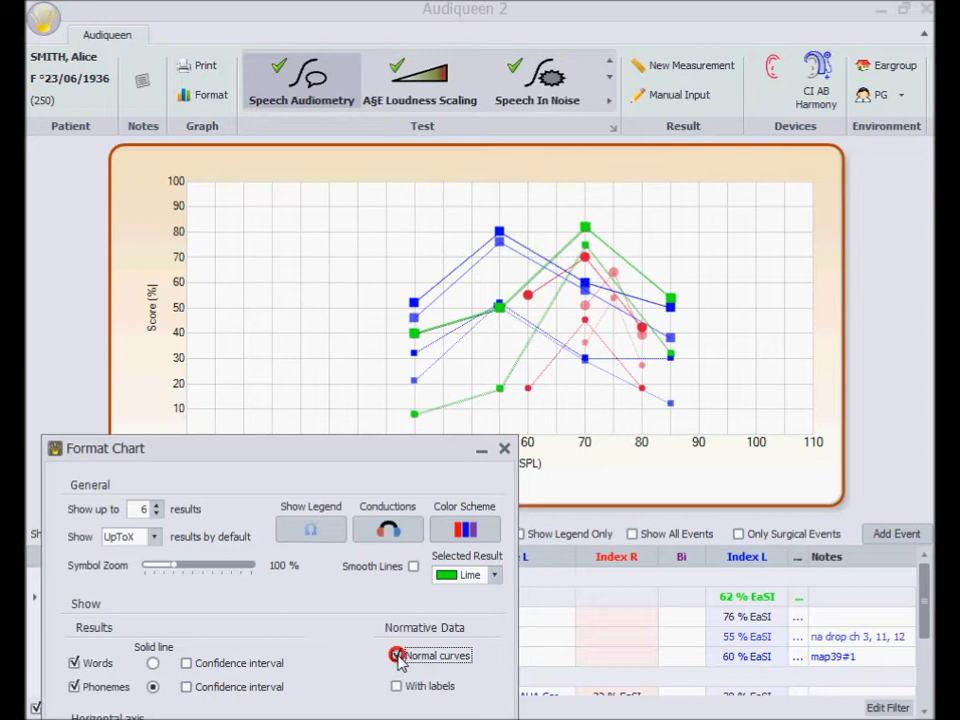 Audiqueen 2
Audiqueen
SMITH, Alice
F °23/06/1936
(250)
Print
Format
Speech Audiometry
A§E Loudness Scaling
Speech In Noise
New Measurement
Manual Input
CI AB
Harmony
Eargroup
PG
Patient
Notes
Graph
Test
Result
Devices
Environment
100
90
80
70
60
50
40
30
20
10
Score (%)
60 70 80 90 100 110
SPL)
Format Chart
General
Show up to 6 results
Show UpToX results by default
Symbol Zoom 100 %
Show Legend
Conductions
Color Scheme
Smooth Lines
Selected Result
Lime
Show
Results
Solid line
Words Confidence interval
Phonemes Confidence interval
Normative Data
Normal curves
With labels
Horizontal axis
Show Legend Only Show All Events Only Surgical Events Add Event
L Index R Bi Index L ... Notes
62 % EaSI ...
76 % EaSI ...
55 % EaSI ... na drop ch 3, 11, 12
60 % EaSI ... map39#1
Edit Filter